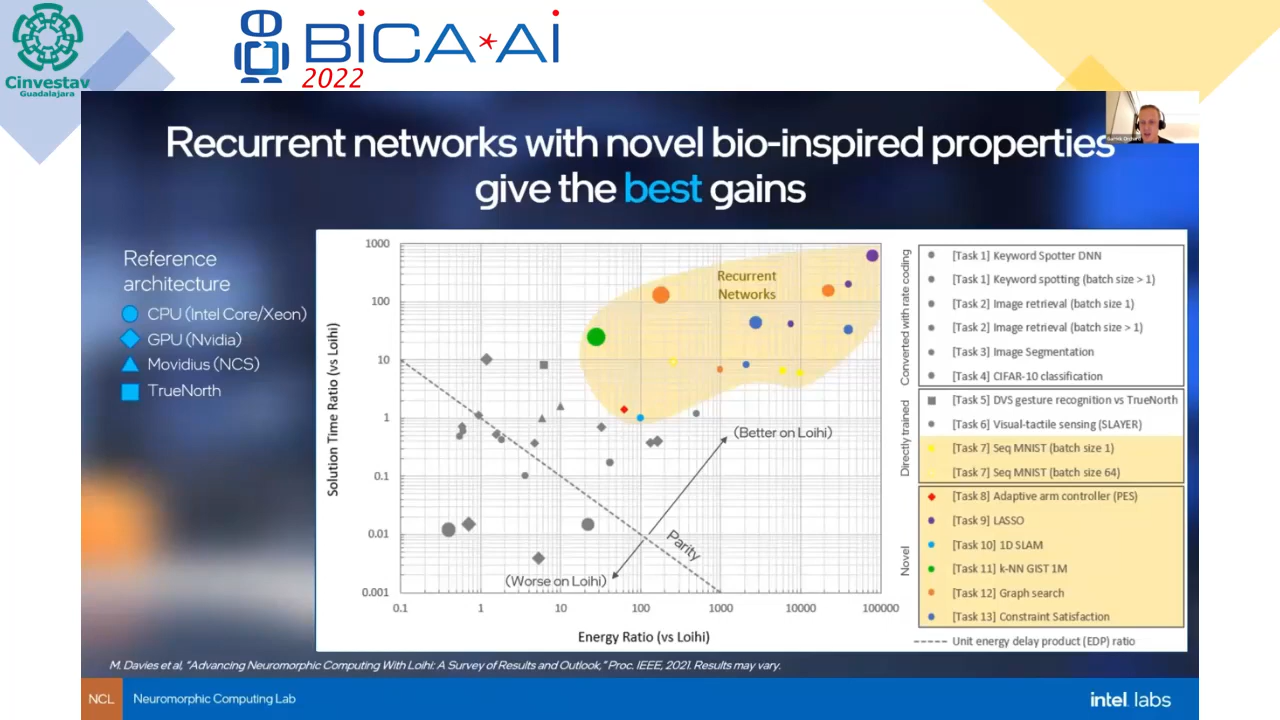 Cinvestav
Guadalajara
BiCA*Ai
2022
Recurrent networks with novel bio-inspired properties
give the best gains
Reference
architecture
CPU (Intel Core/Xeon)
GPU (Nvidia)
Movidius (NCS)
TrueNorth
Solution Time Ratio (vs Loihi)
1000
100
10
1
0.1
0.01
0.001
0.1
1
10
100
1000
10000
100000
Energy Ratio (vs Loihi)
Recurrent
Networks
(Better on Loihi)
Parity
(Worse on Loihi)
Converted with rate coding
[Task 1] Keyword Spotter DNN
[Task 1] Keyword spotting (batch size > 1)
[Task 2] Image retrieval (batch size 1)
[Task 2] Image retrieval (batch size > 1)
[Task 3] Image Segmentation
[Task 4] CIFAR-10 classification
Directly trained
[Task 5] DVS gesture recognition vs TrueNorth
[Task 6] Visual-tactile sensing (SLAYER)
[Task 7] Seq MNIST (batch size 1)
[Task 7] Seq MNIST (batch size 64)
Novel
[Task 8] Adaptive arm controller (PES)
[Task 9] LASSO
[Task 10] 1D SLAM
[Task 11] k-NN GIST 1M
[Task 12] Graph search
[Task 13] Constraint Satisfaction
Unit energy delay product (EDP) ratio
M. Davies et al, "Advancing Neuromorphic Computing With Loihi: A Survey of Results and Outlook," Proc. IEEE, 2021. Results may vary.
NCL
Neuromorphic Computing Lab
intel labs